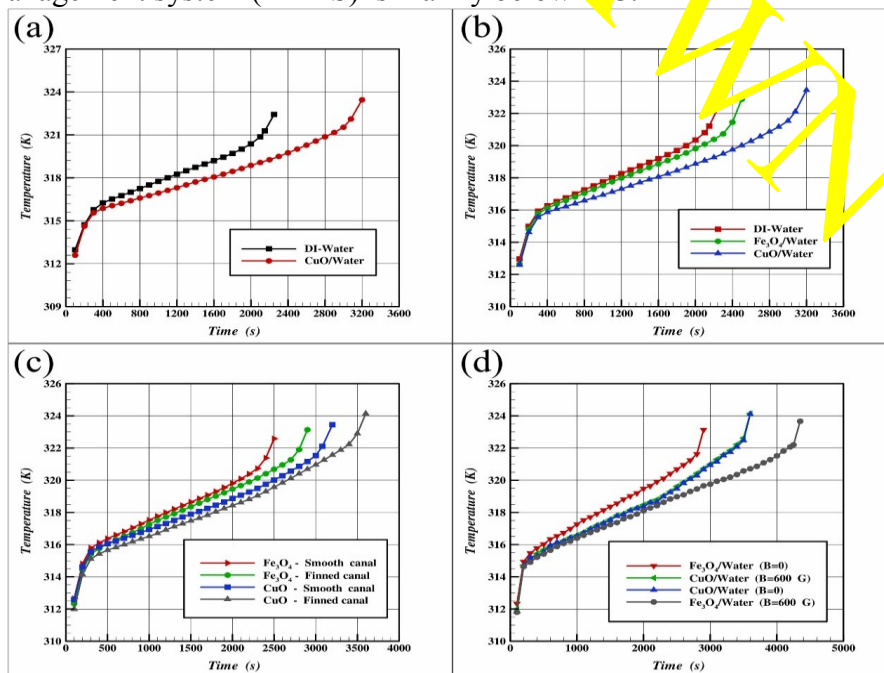 (a)
327
324
321
318
315
312
309
Temperature (K)
0 400 800 1200 1600 2000 2400 2800 3200 3600
Time (s)
DI-Water
CuO/Water
(b)
326
324
322
320
318
316
314
312
310
Temperature (K)
0 400 800 1200 1600 2000 2400 2800 3200 3600
Time (s)
DI-Water
Fe₃O₄/Water
CuO/Water
(c)
326
324
322
320
318
316
314
312
310
Temperature (K)
0 500 1000 1500 2000 2500 3000 3500 4000
Time (s)
Fe₃O₄ - Smooth canal
Fe₃O₄ - Finned canal
CuO - Smooth canal
CuO - Finned canal
(d)
326
324
322
320
318
316
314
312
310
Temperature (K)
0 1000 2000 3000 4000 5000
Time (s)
Fe₃O₄/Water (B=0)
CuO/Water (B=600 G)
CuO/Water (B=0)
Fe₃O₄/Water (B=600 G)